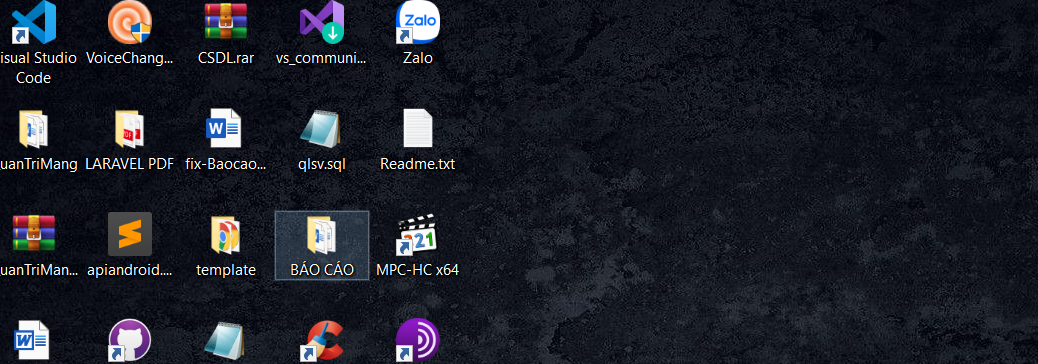 isual Studio
Code
VoiceChang...
CSDL.rar
vs_communi...
Zalo
Zalo
uanTriMang
LARAVEL PDF
fix-Baocao...
qlsv.sql
Readme.txt
321
uanTriMan...
apiandroid....
template
BÁO CÁO
MPC-HC x64